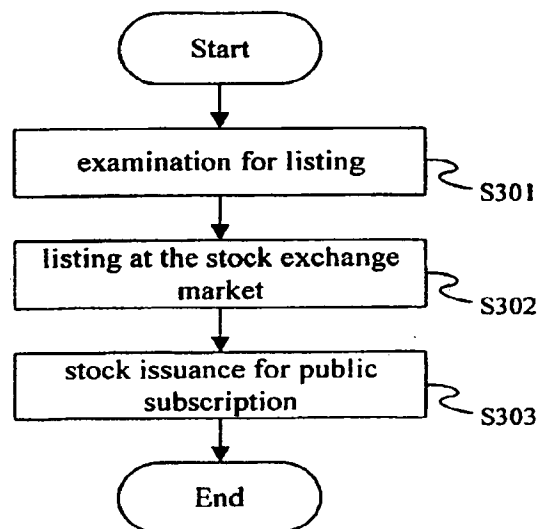 Start
examination for listing
S301
listing at the stock exchange
market
S302
stock issuance for public
subscription
S303
End